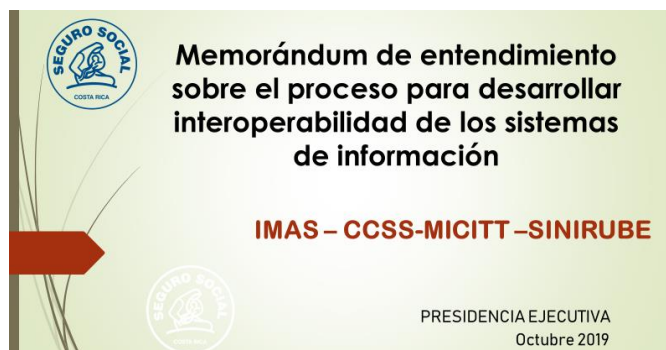 SEGURO SOCIAL
COSTA RICA
Memorándum de entendimiento
sobre el proceso para desarrollar
interoperabilidad de los sistemas
de información
IMAS – CCSS-MICITT –SINIRUBE
SEGURO SOCIAL
PRESIDENCIA EJECUTIVA
Octubre 2019